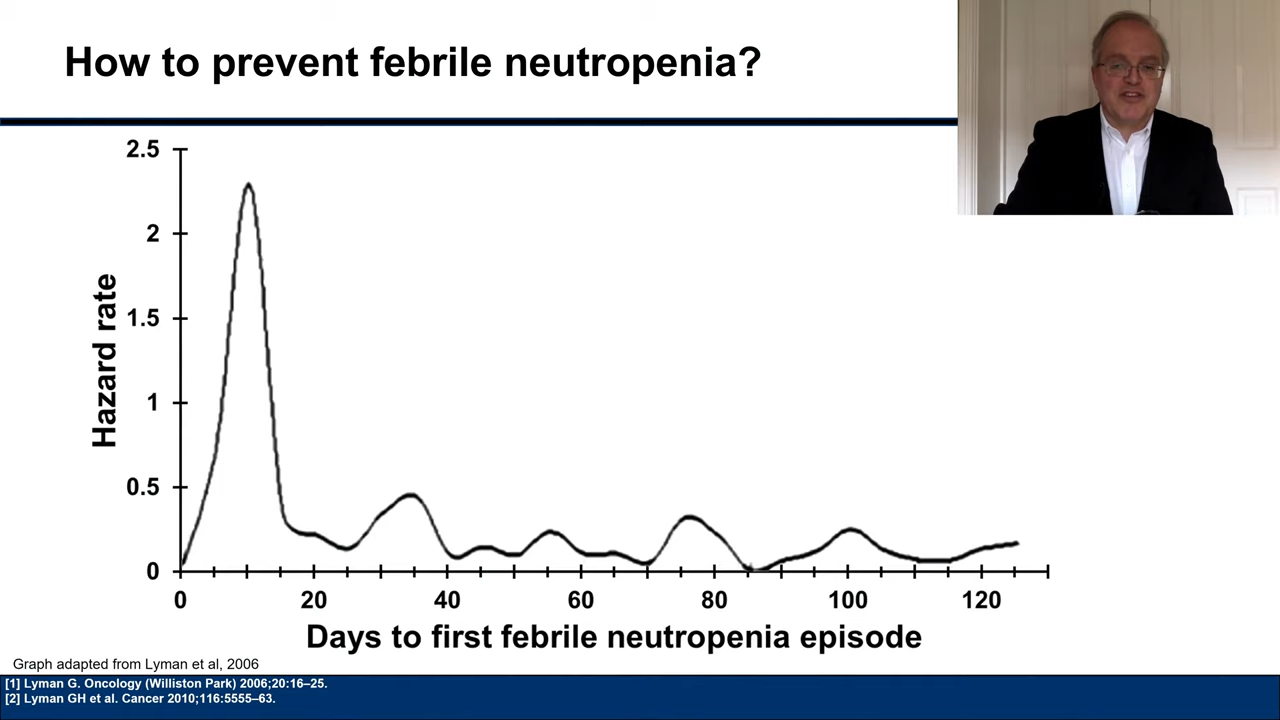 How to prevent febrile neutropenia?
2.5
2
1.5
1
0.5
0
Hazard rate
0 20 40 60 80 100 120
Days to first febrile neutropenia episode
Graph adapted from Lyman et al, 2006
[1] Lyman G. Oncology (Williston Park) 2006;20:16–25.
[2] Lyman GH et al. Cancer 2010;116:5555–63.